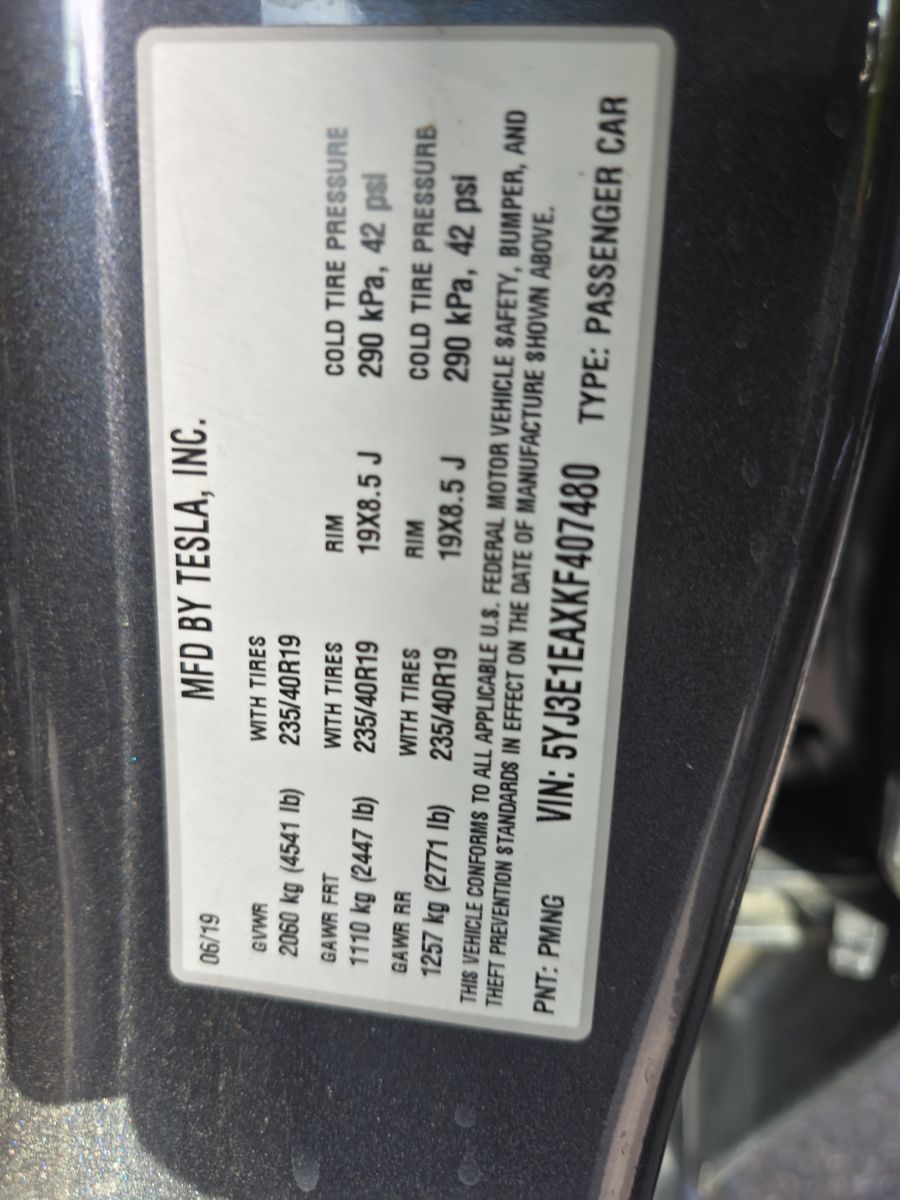 MFD BY TESLA, INC.
06/19
GVWR WITH TIRES
2060 kg (4541 lb) 235/40R19
GAWR FRT WITH TIRES RIM COLD TIRE PRESSURE
1110 kg (2447 lb) 235/40R19 19X8.5 J 290 kPa, 42 psi
GAWR RR WITH TIRES RIM COLD TIRE PRESSURE
1257 kg (2771 lb) 235/40R19 19X8.5 J 290 kPa, 42 psi
THIS VEHICLE CONFORMS TO ALL APPLICABLE U.S. FEDERAL MOTOR VEHICLE SAFETY, BUMPER, AND
THEFT PREVENTION STANDARDS IN EFFECT ON THE DATE OF MANUFACTURE SHOWN ABOVE.
PNT: PMNG VIN: 5YJ3E1EAXKF407480 TYPE: PASSENGER CAR